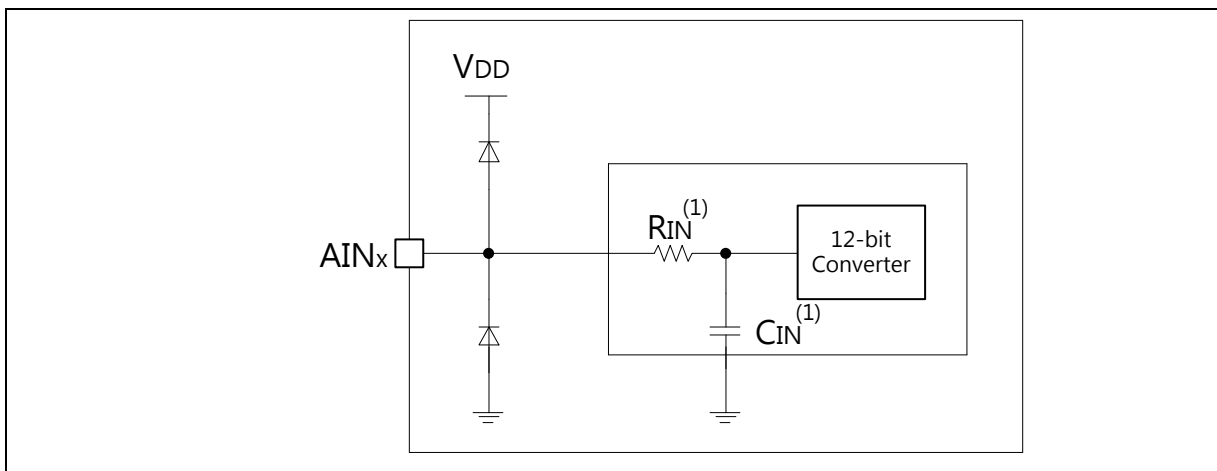 VDD
AINx
RIN(1)
12-bit
Converter
CIN(1)